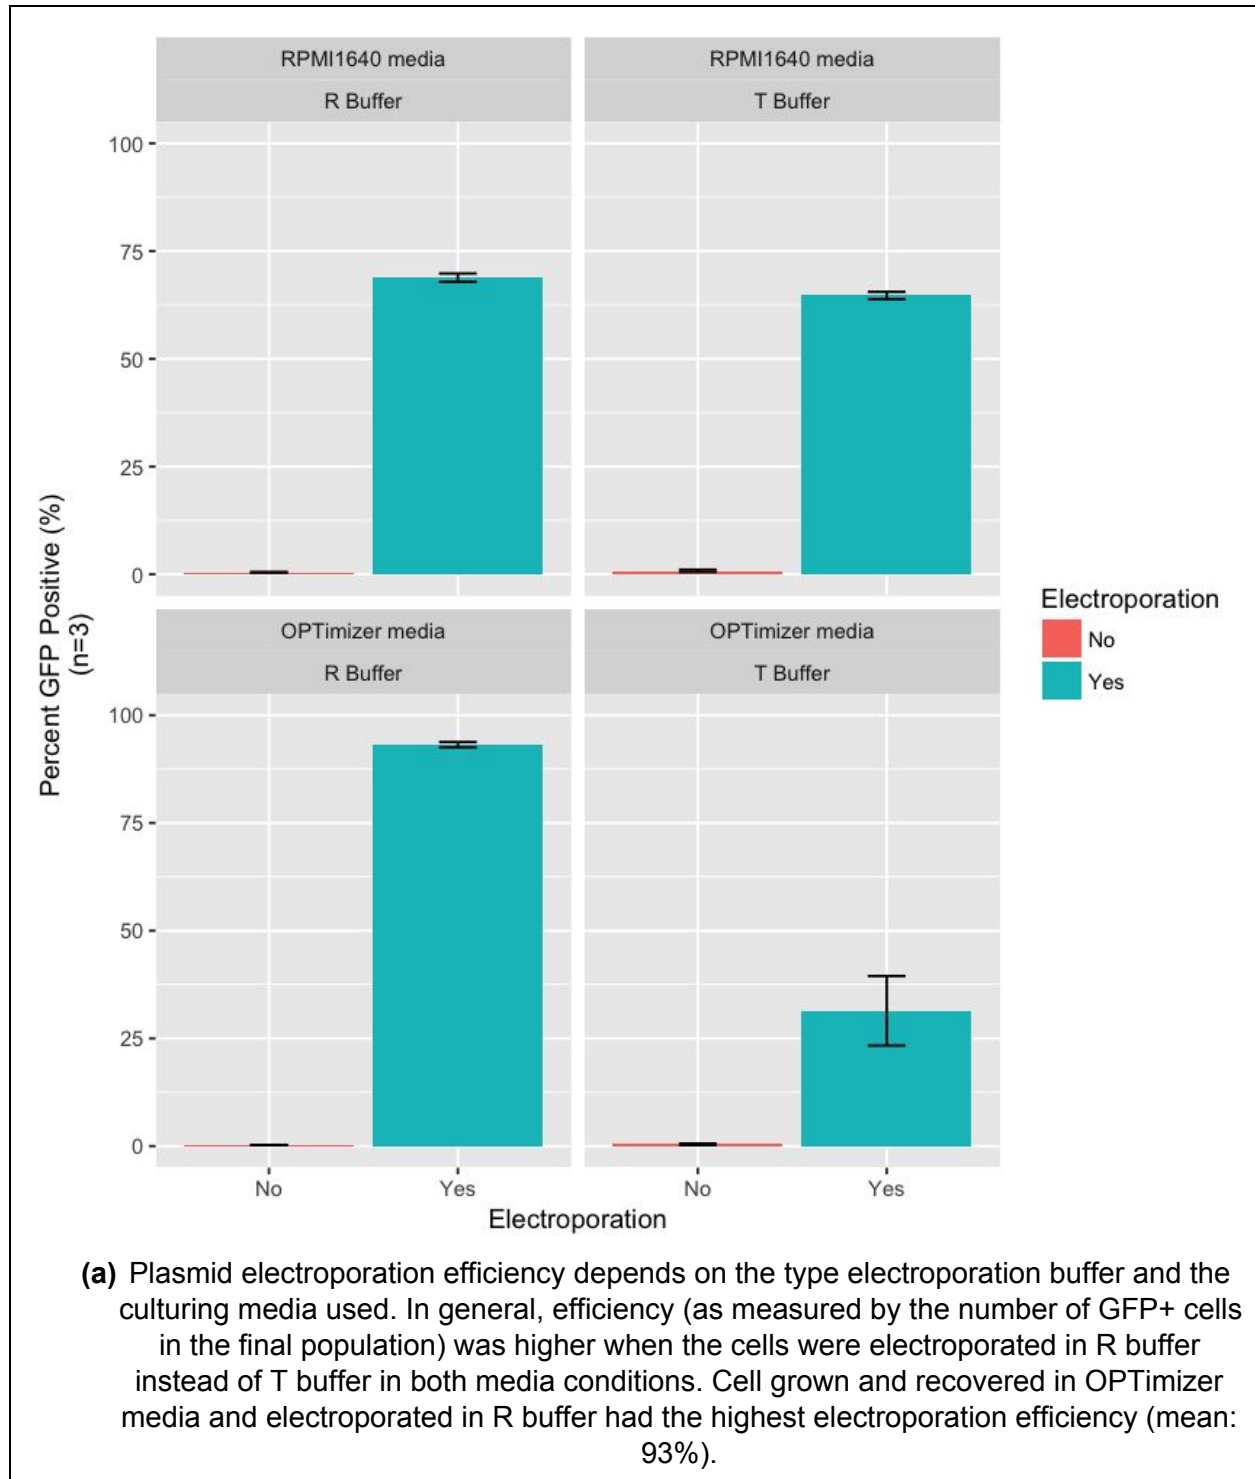 RPMI1640 media
RPMI1640 media
R Buffer
T Buffer
100
75
50
25
0
OPTimizer media
OPTimizer media
R Buffer
T Buffer
100
75
50
25
0
Percent GFP Positive (%)
(n=3)
No
Yes
No
Yes
Electroporation
Electroporation
No
Yes
(a) Plasmid electroporation efficiency depends on the type electroporation buffer and the
culturing media used. In general, efficiency (as measured by the number of GFP+ cells
in the final population) was higher when the cells were electroporated in R buffer
instead of T buffer in both media conditions. Cell grown and recovered in OPTimizer
media and electroporated in R buffer had the highest electroporation efficiency (mean:
93%).